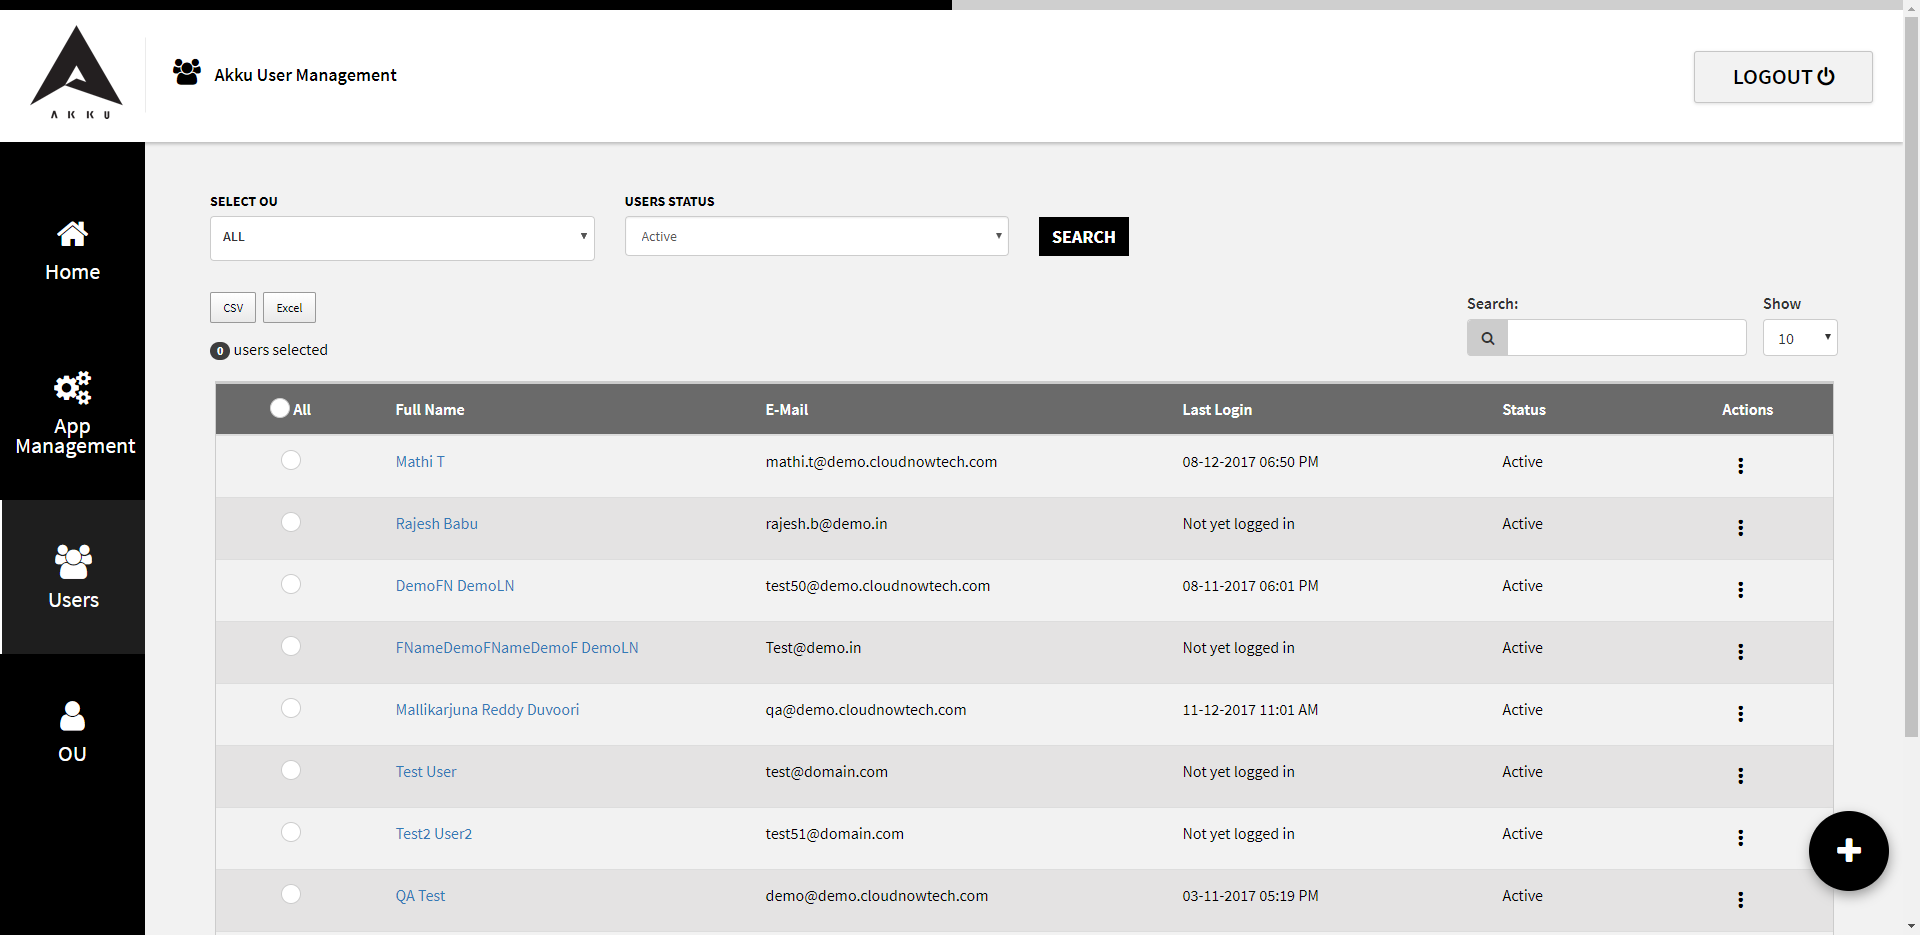 AKKU
Akku User Management
LOGOUT
SELECT OU
USERS STATUS
ALL
Active
SEARCH
CSV
Excel
Search:
Show
10
0 users selected
Home
App
Management
Users
OU
All Full Name E-Mail Last Login Status Actions
Mathi T mathi.t@demo.cloudnowtech.com 08-12-2017 06:50 PM Active
Rajesh Babu rajesh.b@demo.in Not yet logged in Active
DemoFN DemoLN test50@demo.cloudnowtech.com 08-11-2017 06:01 PM Active
FNameDemoFNameDemoF DemoLN Test@demo.in Not yet logged in Active
Mallikarjuna Reddy Duvoori qa@demo.cloudnowtech.com 11-12-2017 11:01 AM Active
Test User test@domain.com Not yet logged in Active
Test2 User2 test51@domain.com Not yet logged in Active
QA Test demo@demo.cloudnowtech.com 03-11-2017 05:19 PM Active